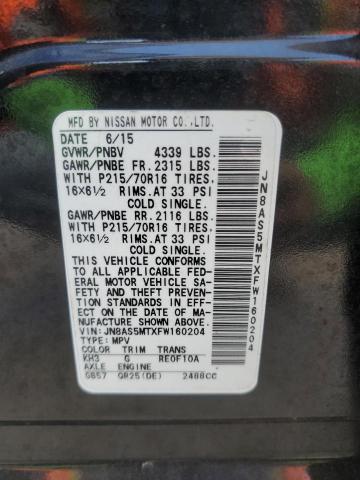 MFD BY NISSAN MOTOR CO., LTD.
DATE 6/15
GVWR/PNBV 4339 LBS.
GAWR/PNBE FR. 2315 LBS.
WITH P215/70R16 TIRES,
16X6½ RIMS. AT 33 PSI
COLD SINGLE.
GAWR/PNBE RR. 2116 LBS.
WITH P215/70R16 TIRES,
16X6½ RIMS. AT 33 PSI
COLD SINGLE.
THIS VEHICLE CONFORMS
TO ALL APPLICABLE FED-
ERAL MOTOR VEHICLE SA-
FETY, BUMPER, AND THEFT PREV-
ENTION STANDARDS IN EFF-
ECT ON THE DATE OF MA-
NUFACTURE SHOWN ABOVE.
VIN: JN8AS5MTXFW160204
TYPE: MPV
COLOR TRIM TRANS
KH3 G RE0F10A
AXLE ENGINE
GB57 QR25(DE) 2488CC
JN8AS5MTXFW160204